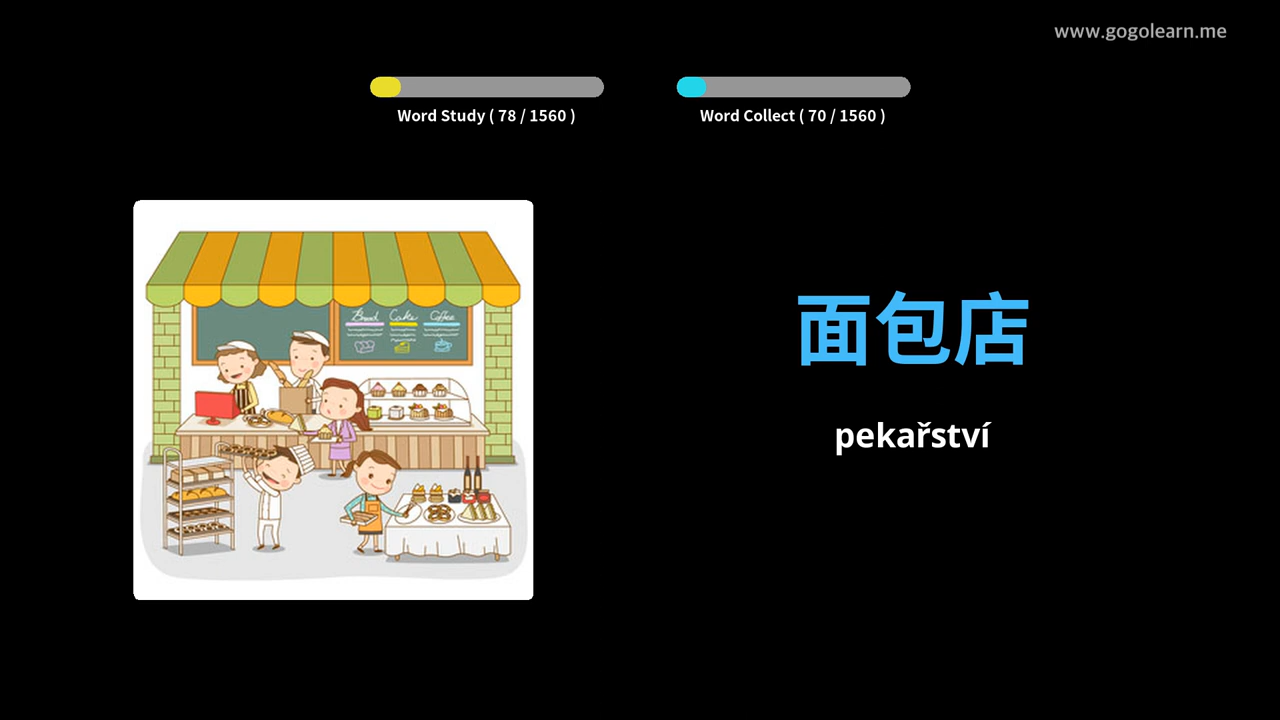 www.gogolearn.me
Word Study ( 78 / 1560 )
Word Collect ( 70 / 1560 )
Bread Cake Coffee
面包店
pekařství